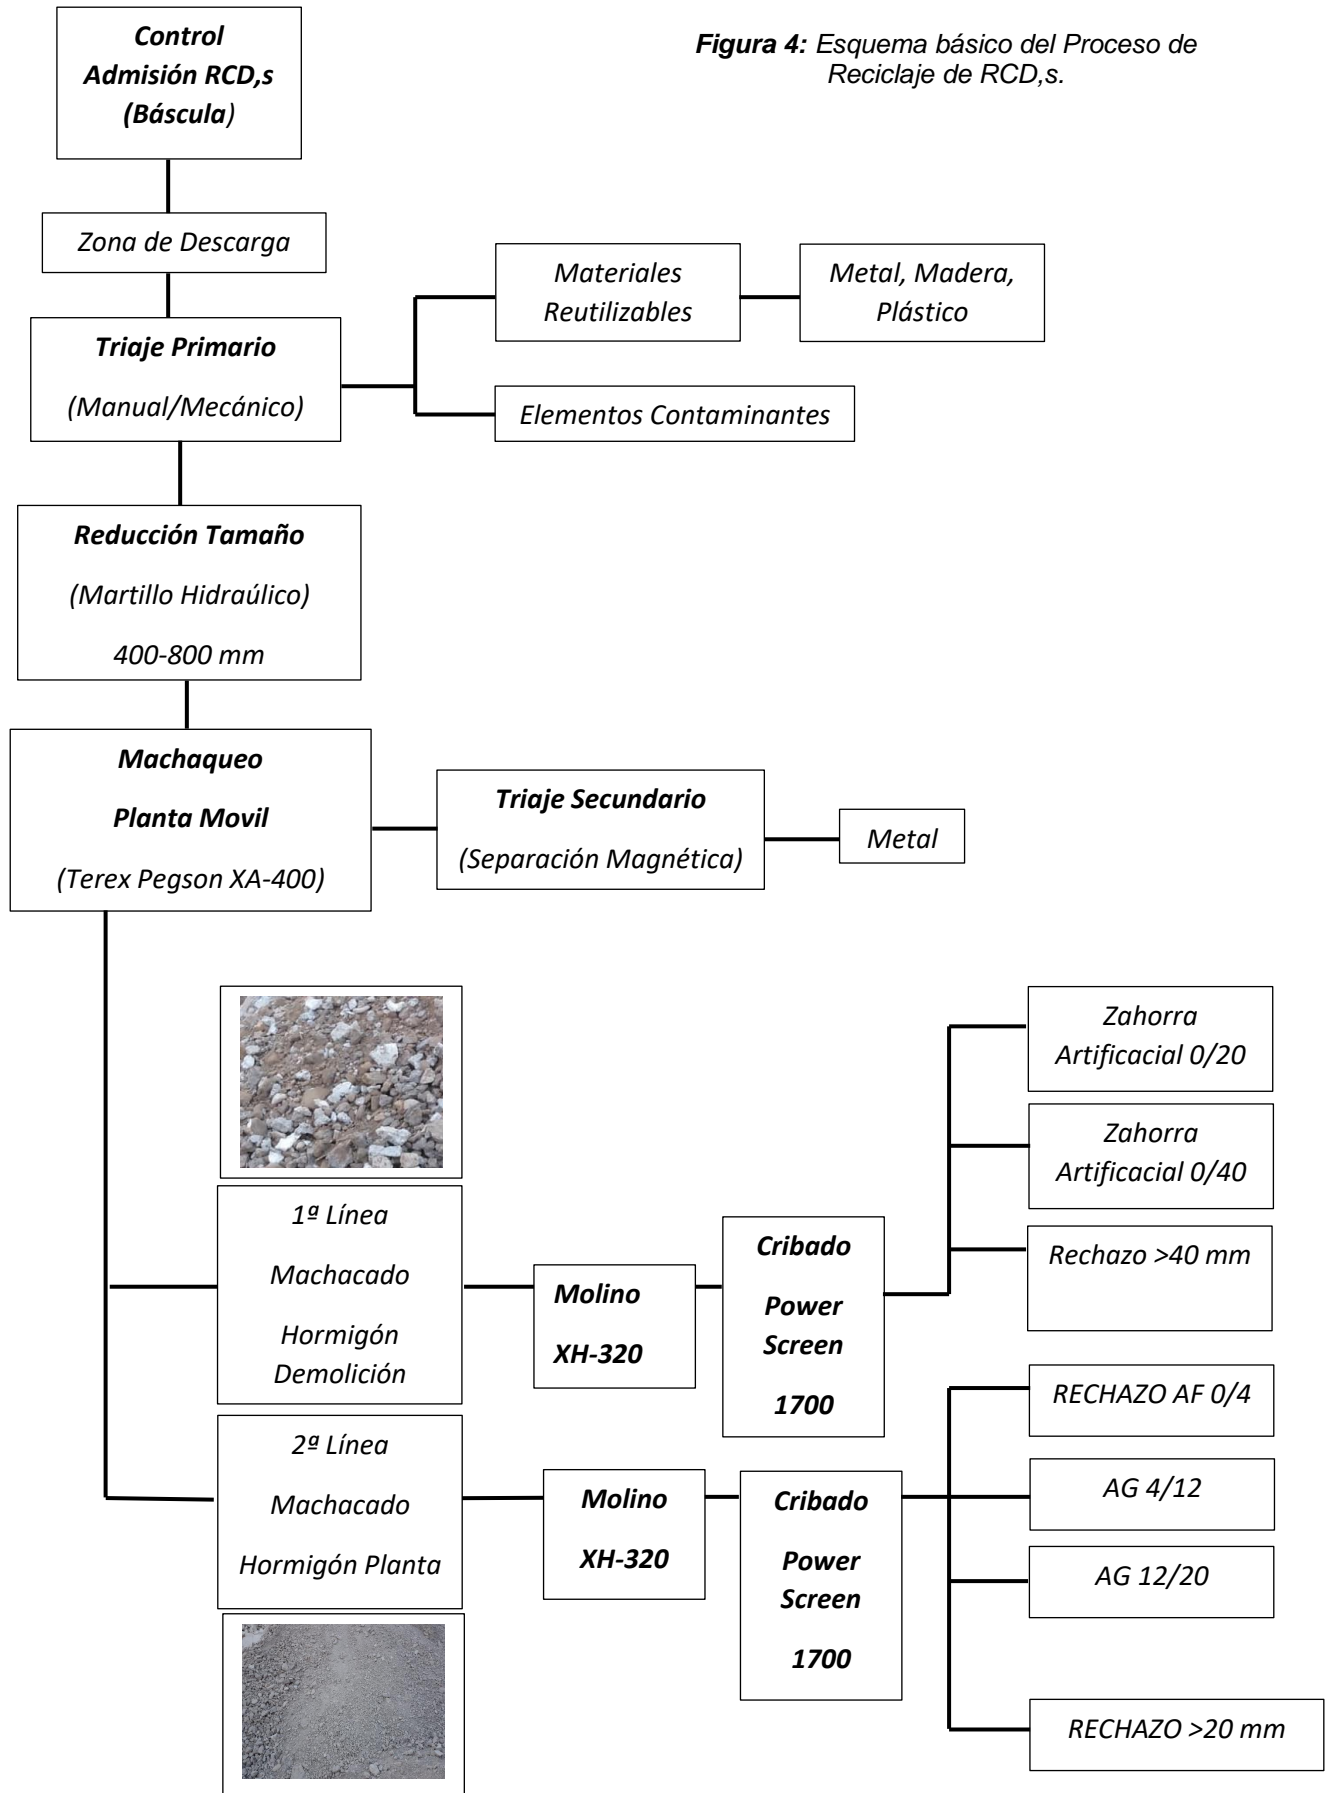 Control
Admisión RCD,s
(Báscula)
Figura 4: Esquema básico del Proceso de
Reciclaje de RCD,s.
Zona de Descarga
Materiales
Reutilizables
Metal, Madera,
Plástico
Triaje Primario
(Manual/Mecánico)
Elementos Contaminantes
Reducción Tamaño
(Martillo Hidraúlico)
400-800 mm
Machaqueo
Planta Movil
(Terex Pegson XA-400)
Triaje Secundario
(Separación Magnética)
Metal
1ª Línea
Machacado
Hormigón
Demolición
Molino
XH-320
Cribado
Power
Screen
1700
Zahorra
Artificacial 0/20
Zahorra
Artificacial 0/40
Rechazo >40 mm
2ª Línea
Machacado
Hormigón Planta
Molino
XH-320
Cribado
Power
Screen
1700
RECHAZO AF 0/4
AG 4/12
AG 12/20
RECHAZO >20 mm